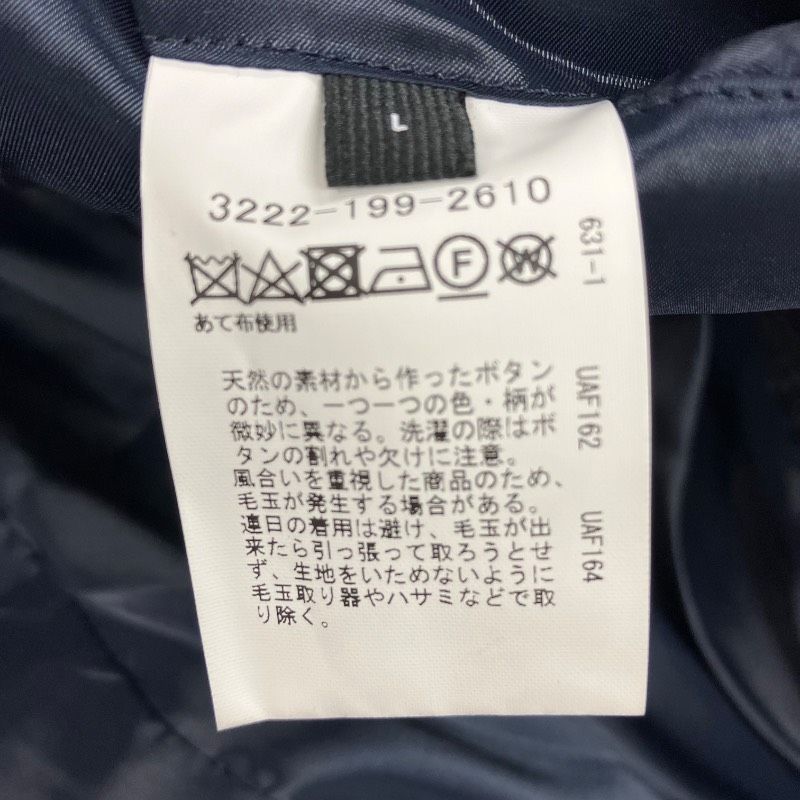 L
3222-199-2610
F W
あて布使用
天然の素材から作ったボタン
のため、一つ一つの色・柄が
微妙に異なる。洗濯の際はボ
タンの割れや欠けに注意。
風合いを重視した商品のため、
毛玉が発生する場合がある。
連日の着用は避け、毛玉が出
来たら引っ張って取ろうとせ
ず、生地をいためないように
毛玉取り器やハサミなどで取
り除く。
631-1 UAF162 UAF164